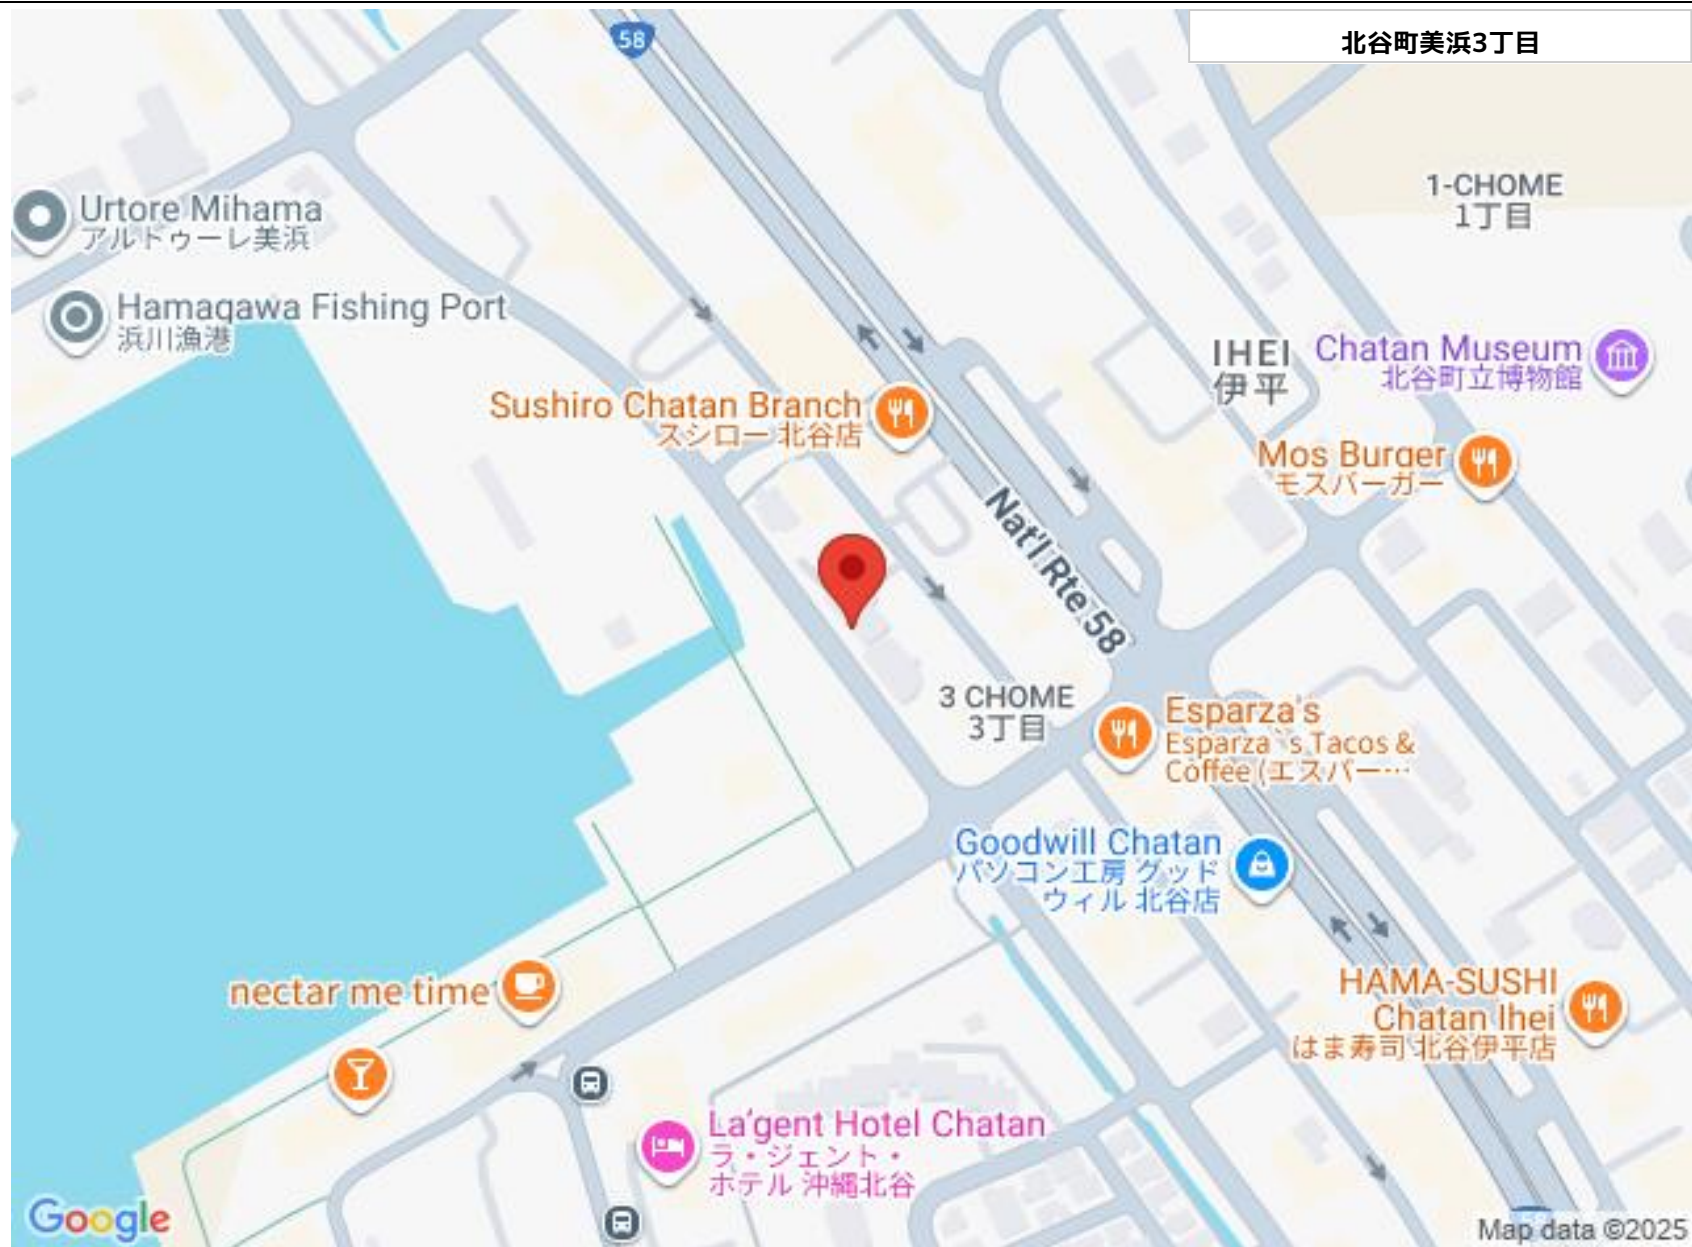 58
北谷町美浜3丁目
1-CHOME
1丁目
Urtore Mihama
アルトゥーレ美浜
Hamagawa Fishing Port
浜川漁港
IHEI
伊平
Chatan Museum
北谷町立博物館
Sushiro Chatan Branch
スシロー 北谷店
Mos Burger
モスバーガー
Nat'l Rte 58
3 CHOME
3丁目
Esparza's
Esparza`s Tacos &
Coffee (エスパー…
Goodwill Chatan
パソコン工房 グッド
ウィル 北谷店
nectar me time
HAMA-SUSHI
Chatan Ihei
はま寿司 北谷伊平店
La'gent Hotel Chatan
ラ・ジェント・
ホテル 沖縄北谷
Google
Map data ©2025